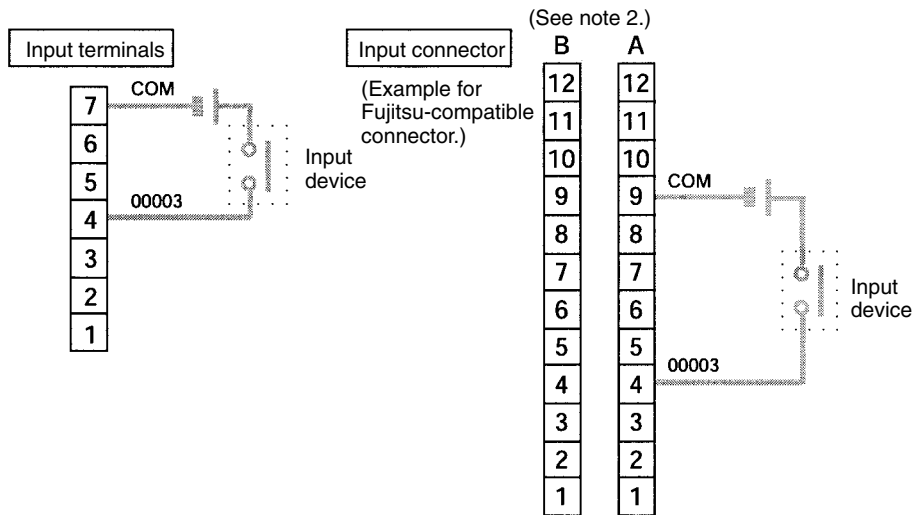 (See note 2.)
Input terminals
Input connector
B A
(Example for
Fujitsu-compatible
connector.)
COM
7
6
5
4
3
2
1
00003
Input
device
12 12
11 11
10 10
9 9
8 8
7 7
6 6
5 5
4 4
3 3
2 2
1 1
COM
00003
Input
device